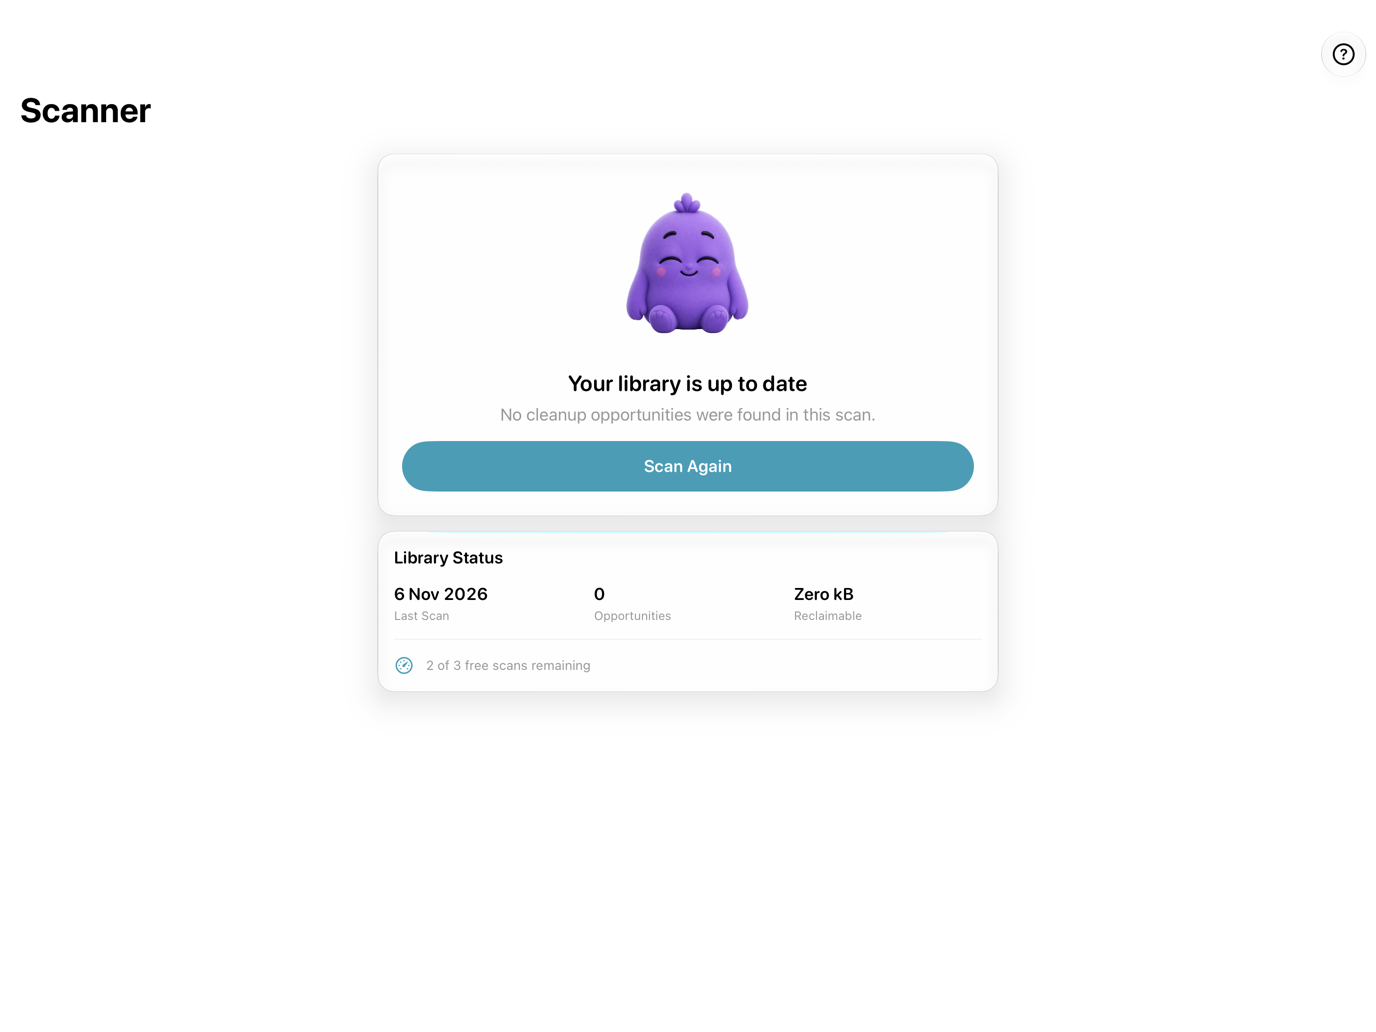 Scanner
Your library is up to date
No cleanup opportunities were found in this scan.
Scan Again
Library Status
6 Nov 2026
Last Scan
0
Opportunities
Zero kB
Reclaimable
2 of 3 free scans remaining